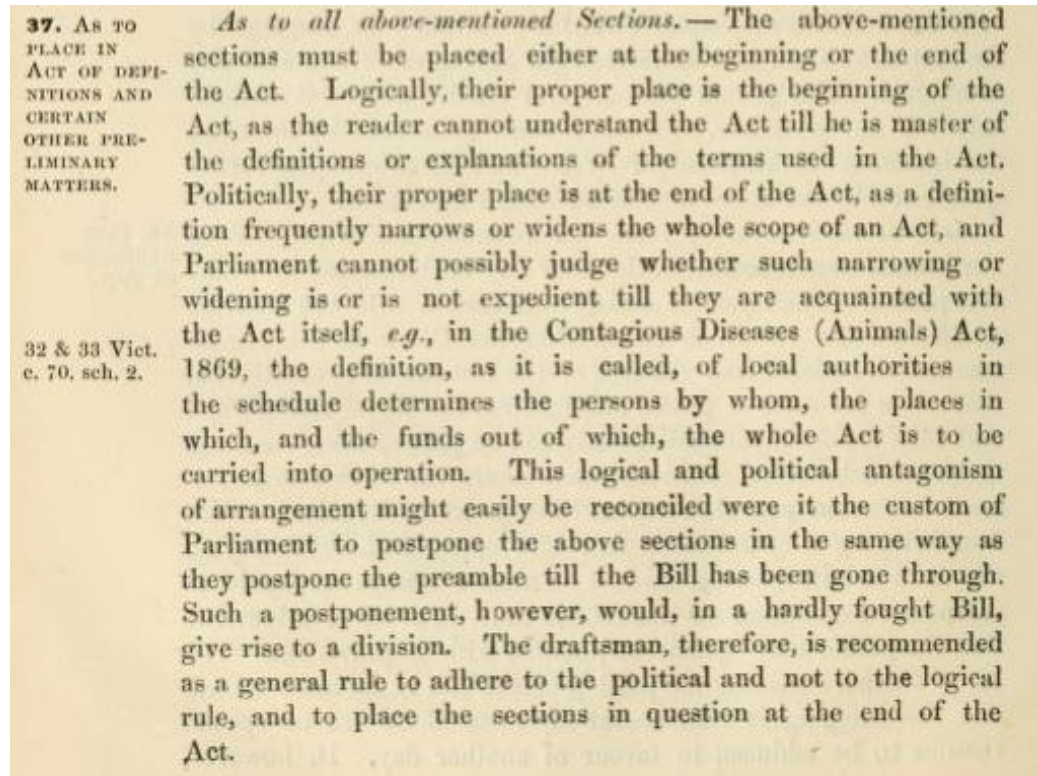 37. As to
place in
Act of defi-
nitions and
certain
other pre-
liminary
matters.
As to all above-mentioned Sections. — The above-mentioned
sections must be placed either at the beginning or the end of
the Act. Logically, their proper place is the beginning of the
Act, as the reader cannot understand the Act till he is master of
the definitions or explanations of the terms used in the Act.
Politically, their proper place is at the end of the Act, as a defini-
tion frequently narrows or widens the whole scope of an Act, and
Parliament cannot possibly judge whether such narrowing or
widening is or is not expedient till they are acquainted with
the Act itself, e.g., in the Contagious Diseases (Animals) Act,
32 & 33 Vict.
c. 70, sch. 2.
1869, the definition, as it is called, of local authorities in
the schedule determines the persons by whom, the places in
which, and the funds out of which, the whole Act is to be
carried into operation. This logical and political antagonism
of arrangement might easily be reconciled were it the custom of
Parliament to postpone the above sections in the same way as
they postpone the preamble till the Bill has been gone through.
Such a postponement, however, would, in a hardly fought Bill,
give rise to a division. The draftsman, therefore, is recommended
as a general rule to adhere to the political and not to the logical
rule, and to place the sections in question at the end of the
Act.